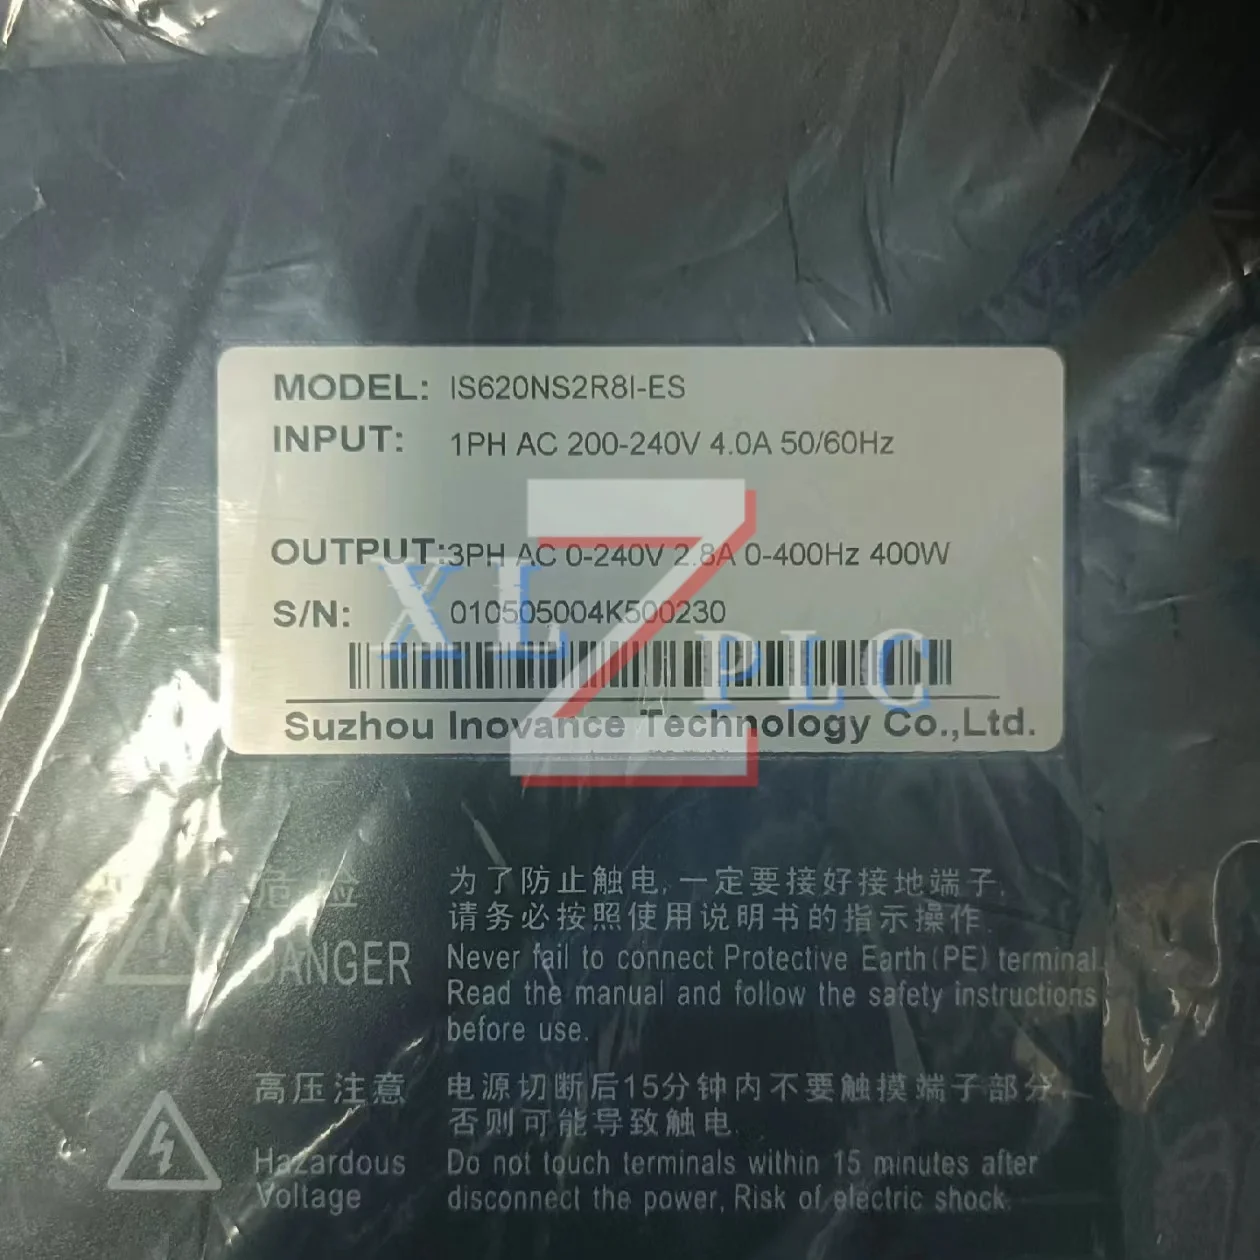 MODEL: IS620NS2R8I-ES
INPUT: 1PH AC 200-240V 4.0A 50/60Hz
OUTPUT:3PH AC 0-240V 2.8A 0-400Hz 400W
S/N: 010505004K500230
XL Z PLC
Suzhou Inovance Technology Co.,Ltd.
危险
DANGER
为了防止触电,一定要接好接地端子.
请务必按照使用说明书的指示操作.
Never fail to connect Protective Earth(PE) terminal.
Read the manual and follow the safety instructions
before use.
高压注意
Hazardous
Voltage
电源切断后15分钟内不要触摸端子部分,
否则可能导致触电.
Do not touch terminals within 15 minutes after
disconnect the power, Risk of electric shock.